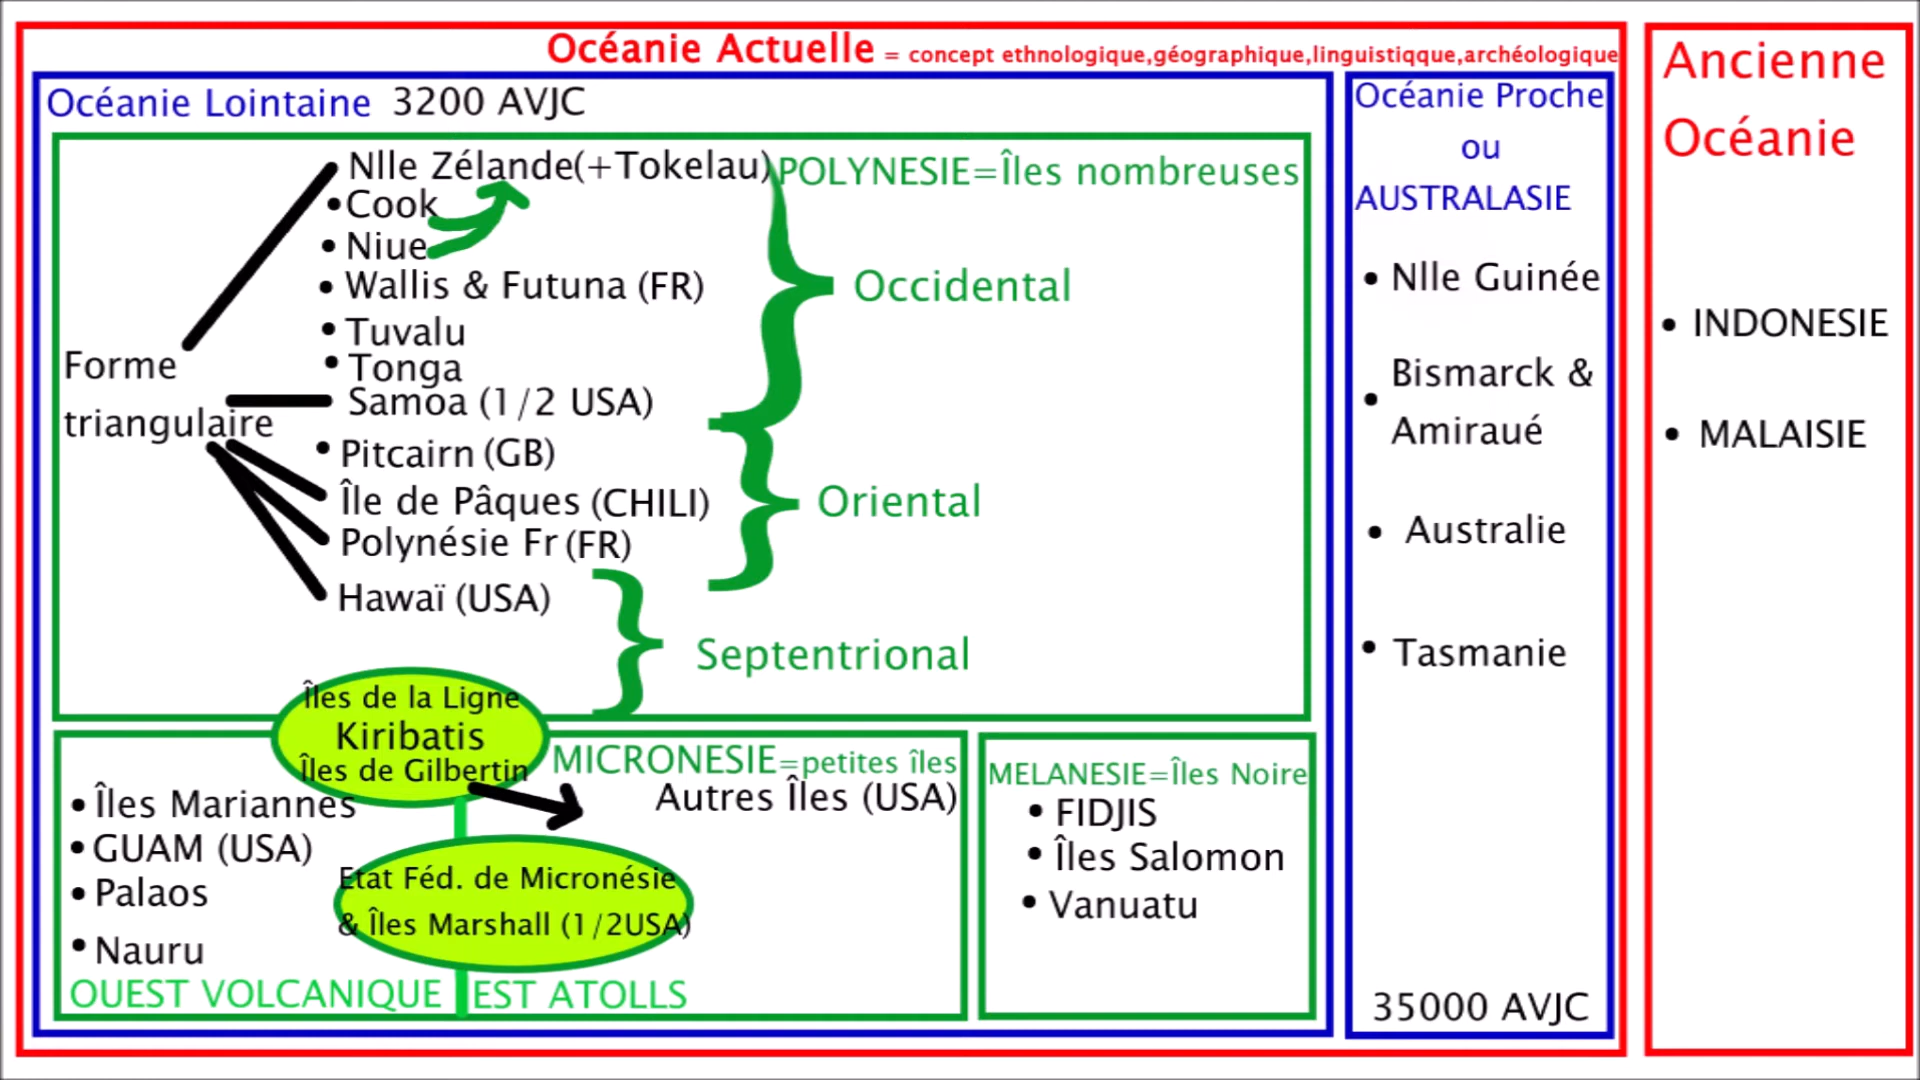 Océanie Actuelle = concept ethnologique,géographique,linguistiqque,archéologique
Océanie Lointaine 3200 AVJC
Nlle Zélande(+Tokelau)
POLYNESIE=Îles nombreuses
Cook
Niue
Wallis & Futuna (FR)
Occidental
Tuvalu
Tonga
Forme
triangulaire
Samoa (1/2 USA)
Pitcairn (GB)
Île de Pâques (CHILI)
Oriental
Polynésie Fr (FR)
Hawaï (USA)
Septentrional
Îles de la Ligne
Kiribatis
Îles de Gilbertin
MICRONESIE=petites îles
Autres Îles (USA)
Îles Mariannes
GUAM (USA)
Palaos
Nauru
Etat Féd. de Micronésie
& Îles Marshall (1/2USA)
OUEST VOLCANIQUE
EST ATOLLS
MELANESIE=Îles Noire
FIDJIS
Îles Salomon
Vanuatu
Océanie Proche
ou
AUSTRALASIE
Nlle Guinée
Bismarck &
Amiraué
Australie
Tasmanie
35000 AVJC
Ancienne
Océanie
INDONESIE
MALAISIE